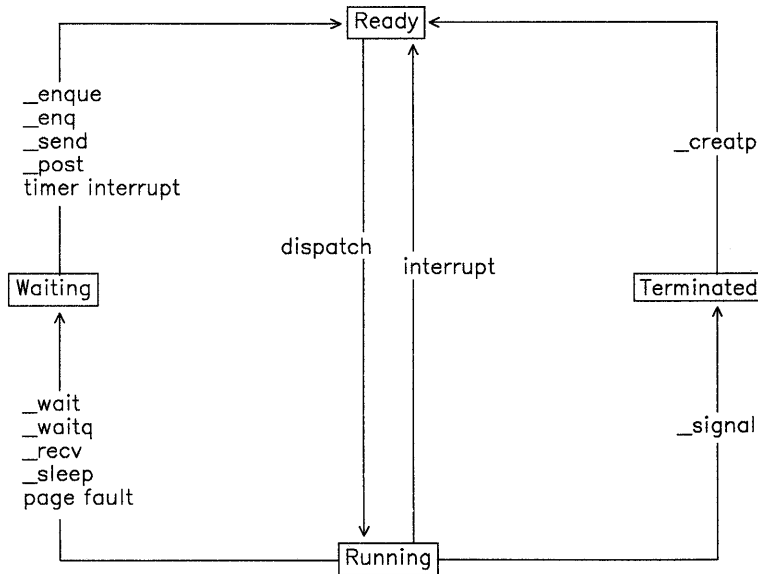 Ready
_enque
_enq
_send
_post
timer interrupt
_creatp
dispatch
interrupt
Waiting
Terminated
_wait
_waitq
_recv
_sleep
page fault
_signal
Running